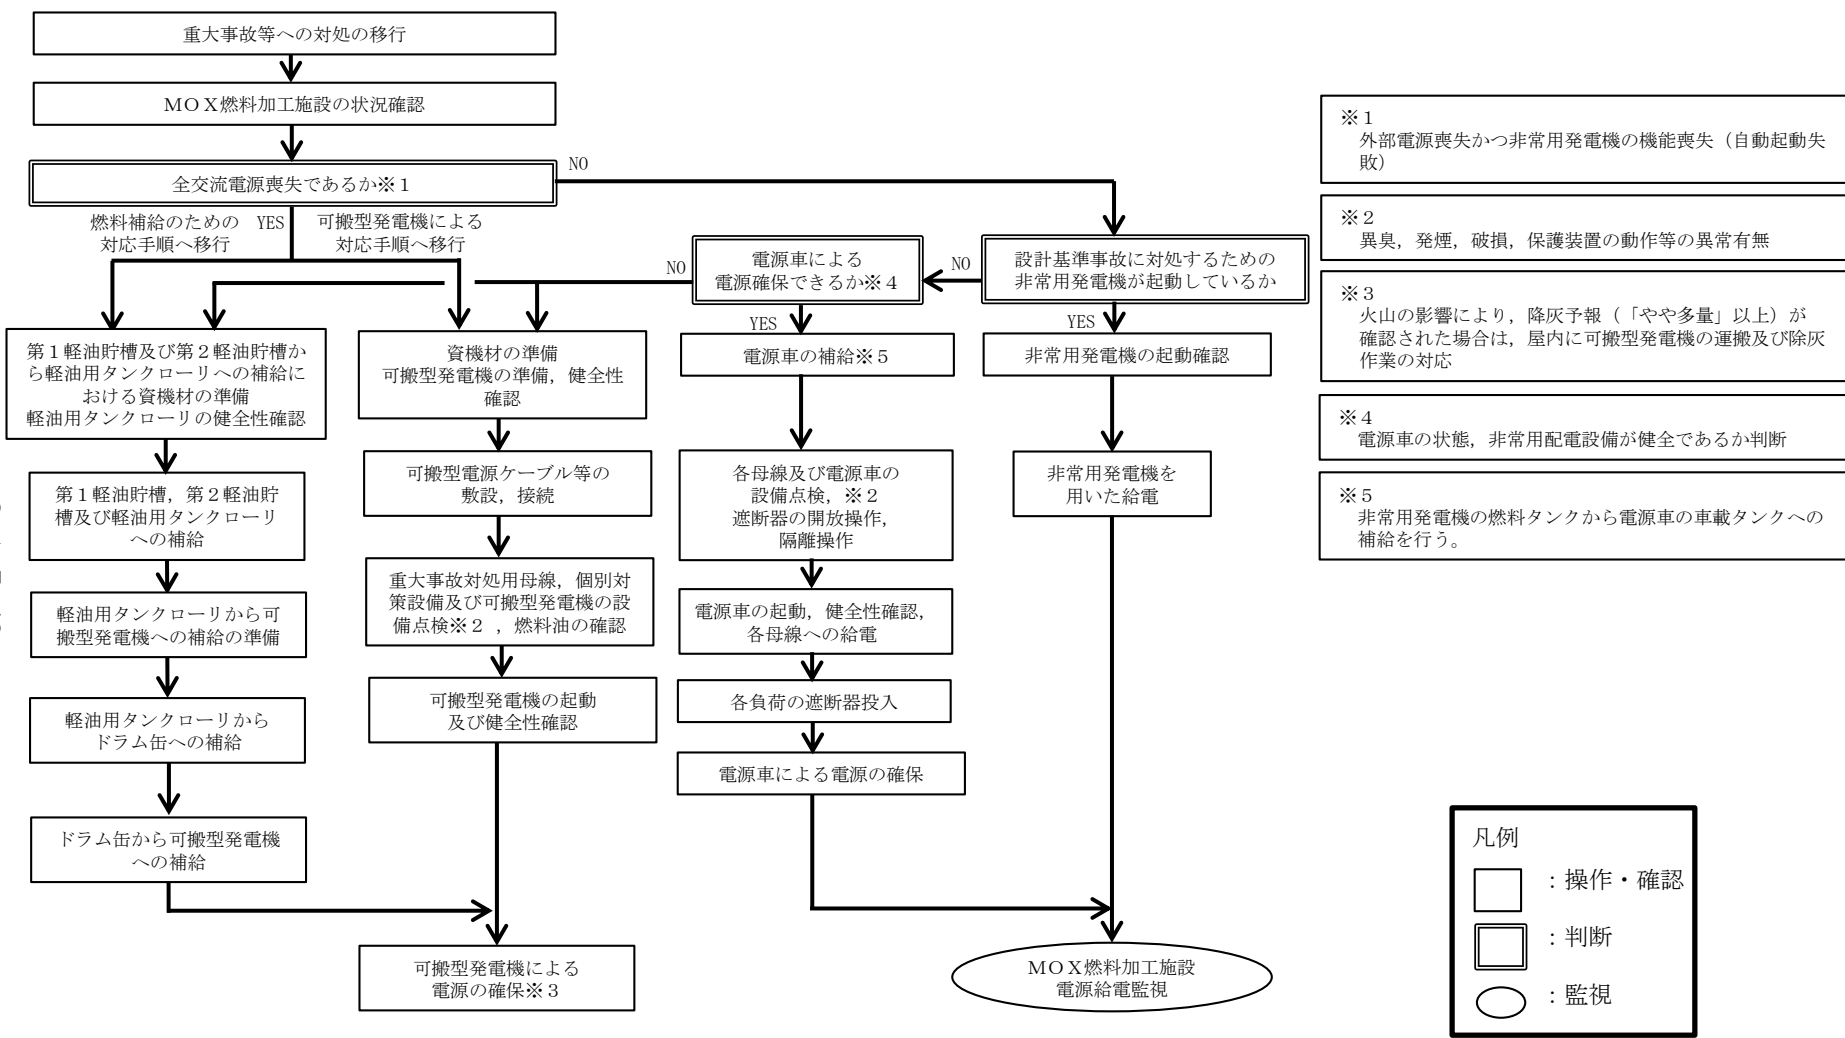 重大事故等への対処の移行
ＭＯＸ燃料加工施設の状況確認
全交流電源喪失であるか※１
NO
燃料補給のための
対応手順へ移行
YES
可搬型発電機による
対応手順へ移行
設計基準事故に対処するための
非常用発電機が起動しているか
NO
電源車による
電源確保できるか※４
NO
YES
YES
第１軽油貯槽及び第２軽油貯槽か
ら軽油用タンクローリへの補給に
おける資機材の準備
軽油用タンクローリの健全性確認
第１軽油貯槽，第２軽油貯
槽及び軽油用タンクローリ
への補給
軽油用タンクローリから可
搬型発電機への補給の準備
軽油用タンクローリから
ドラム缶への補給
ドラム缶から可搬型発電機
への補給
資機材の準備
可搬型発電機の準備，健全性
確認
可搬型電源ケーブル等の
敷設，接続
重大事故対処用母線，個別対
策設備及び可搬型発電機の設
備点検※２ ，燃料油の確認
可搬型発電機の起動
及び健全性確認
可搬型発電機による
電源の確保※３
電源車の補給※５
各母線及び電源車の
設備点検，※２
遮断器の開放操作，
隔離操作
電源車の起動，健全性確認，
各母線への給電
各負荷の遮断器投入
電源車による電源の確保
非常用発電機の起動確認
非常用発電機を
用いた給電
ＭＯＸ燃料加工施設
電源給電監視
※１
外部電源喪失かつ非常用発電機の機能喪失（自動起動失
敗）
※２
異臭，発煙，破損，保護装置の動作等の異常有無
※３
火山の影響により，降灰予報（「やや多量」以上）が
確認された場合は，屋内に可搬型発電機の運搬及び除灰
作業の対応
※４
電源車の状態，非常用配電設備が健全であるか判断
※５
非常用発電機の燃料タンクから電源車の車載タンクへの
補給を行う。
凡例
：操作・確認
：判断
：監視